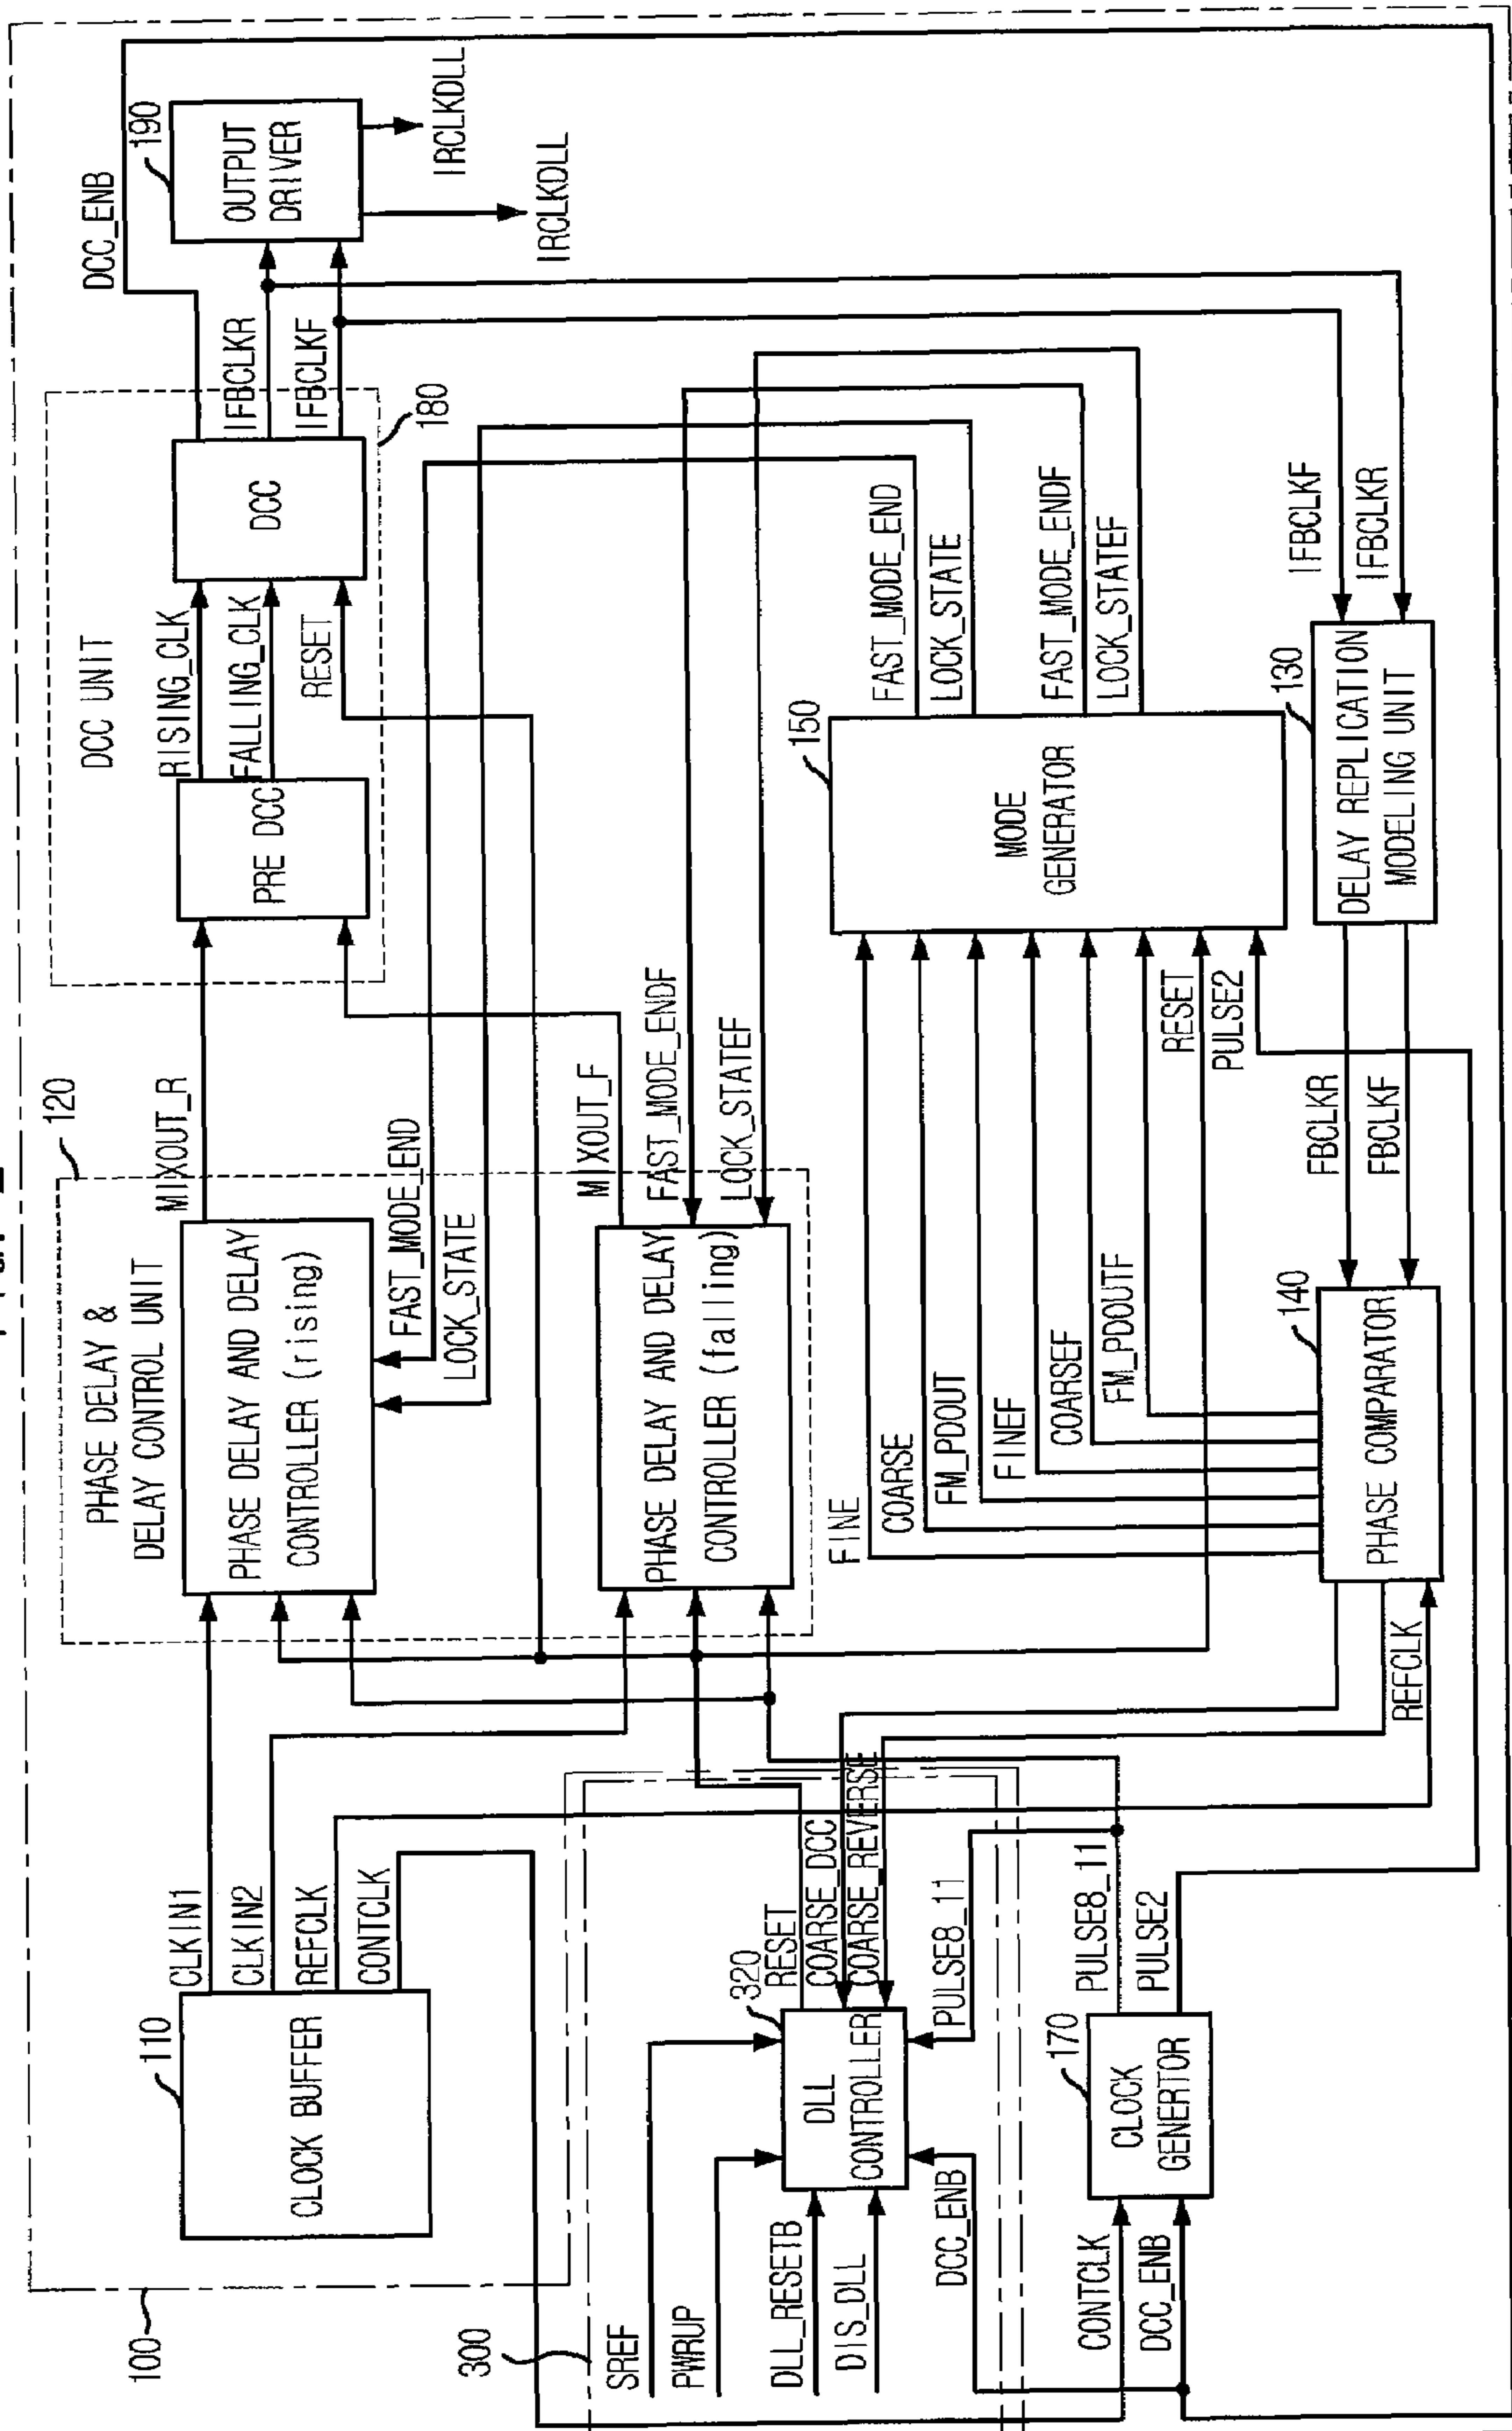 100
CLOCK BUFFER
110
CLKIN1
CLKIN2
REFCLK
CONTCLK
PHASE DELAY &
DELAY CONTROL UNIT
120
PHASE DELAY AND DELAY
CONTROLLER (rising)
MIXOUT_R
FAST_MODE_END
LOCK_STATE
PHASE DELAY AND DELAY
CONTROLLER (falling)
MIXOUT_F
FAST_MODE_ENDF
LOCK_STATEF
DCC UNIT
PRE DCC
RISING_CLK
FALLING_CLK
RESET
DCC
180
DCC_ENB
IFBCLKR
IFBCLKF
OUTPUT
DRIVER
190
IRCLKDLL
IRCLKDLL
300
SREF
PWRUP
DLL_RESETB
DIS_DLL
DCC_ENB
DLL
CONTROLLER
320
RESET
COARSE_DCC
COARSE_REVERSE
PULSE8_11
CONTCLK
DCC_ENB
CLOCK
GENERTOR
170
PULSE8_11
PULSE2
REFCLK
PHASE COMPARATOR
140
FINE
COARSE
FM_PDOUT
FINEF
COARSEF
FM_PDOUTF
RESET
PULSE2
MODE
GENERATOR
150
FAST_MODE_END
LOCK_STATE
FAST_MODE_ENDF
LOCK_STATEF
FBCLKR
FBCLKF
DELAY REPLICATION
MODELING UNIT
130
IFBCLKF
IFBCLKR